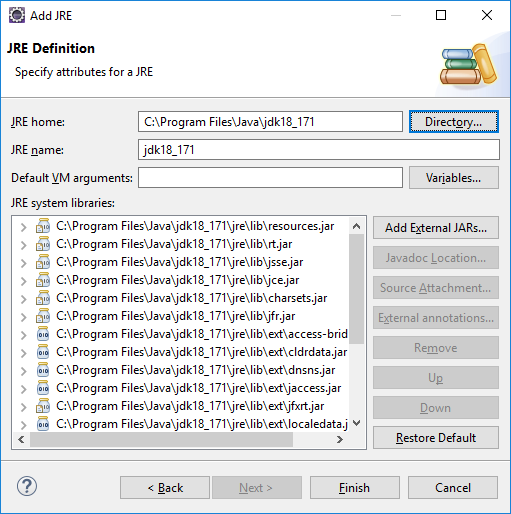 Add JRE
JRE Definition
Specify attributes for a JRE
JRE home: C:\Program Files\Java\jdk18_171 Directory...
JRE name: jdk18_171
Default VM arguments: Variables...
JRE system libraries:
C:\Program Files\Java\jdk18_171\jre\lib\resources.jar
C:\Program Files\Java\jdk18_171\jre\lib\rt.jar
C:\Program Files\Java\jdk18_171\jre\lib\jsse.jar
C:\Program Files\Java\jdk18_171\jre\lib\jce.jar
C:\Program Files\Java\jdk18_171\jre\lib\charsets.jar
C:\Program Files\Java\jdk18_171\jre\lib\jfr.jar
C:\Program Files\Java\jdk18_171\jre\lib\ext\access-brid
C:\Program Files\Java\jdk18_171\jre\lib\ext\cldrdata.jar
C:\Program Files\Java\jdk18_171\jre\lib\ext\dnsns.jar
C:\Program Files\Java\jdk18_171\jre\lib\ext\jaccess.jar
C:\Program Files\Java\jdk18_171\jre\lib\ext\jfxrt.jar
C:\Program Files\Java\jdk18_171\jre\lib\ext\localedata.j
Add External JARs...
Javadoc Location...
Source Attachment...
External annotations...
Remove
Up
Down
Restore Default
< Back Next > Finish Cancel